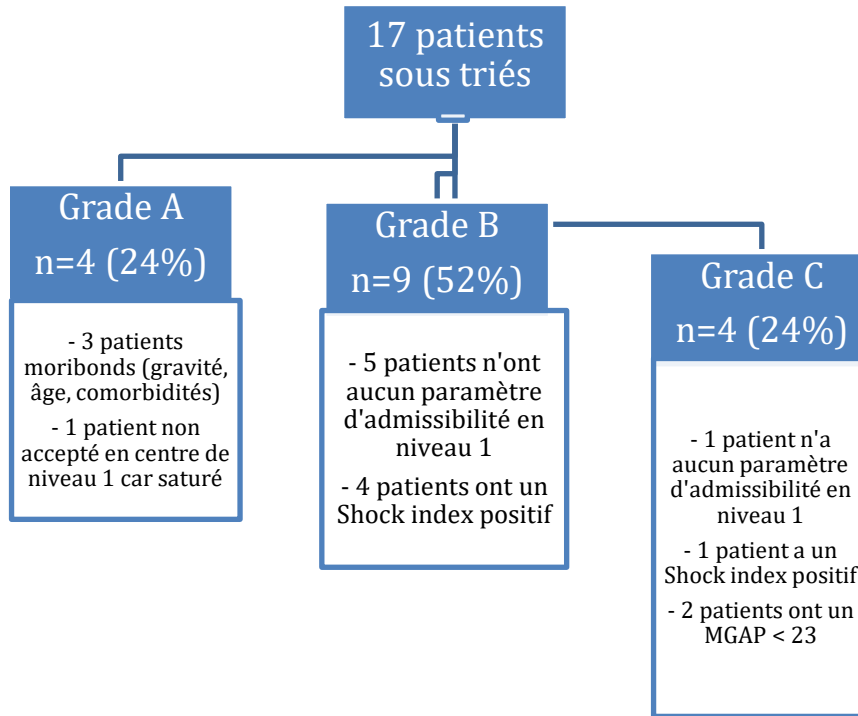 17 patients
sous triés
Grade A
n=4 (24%)
- 3 patients
moribonds (gravité,
âge, comorbidités)
- 1 patient non
accepté en centre de
niveau 1 car saturé
Grade B
n=9 (52%)
- 5 patients n'ont
aucun paramètre
d'admissibilité en
niveau 1
- 4 patients ont un
Shock index positif
Grade C
n=4 (24%)
- 1 patient n'a
aucun paramètre
d'admissibilité en
niveau 1
- 1 patient a un
Shock index positif
- 2 patients ont un
MGAP < 23